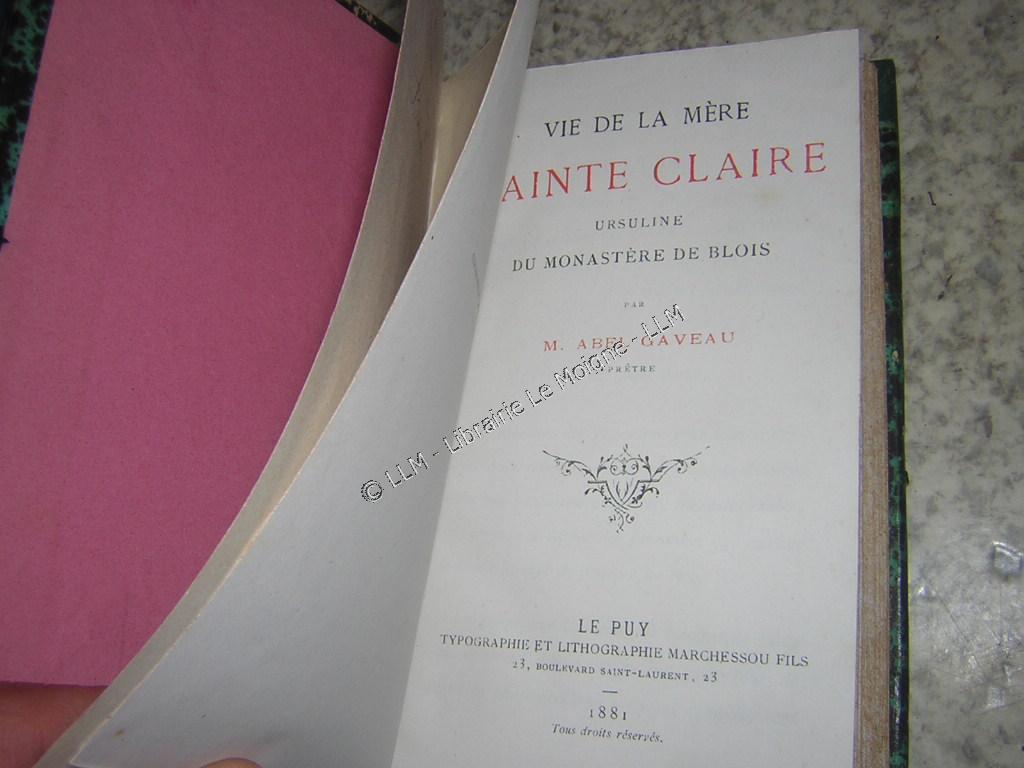 VIE DE LA MÈRE
AINTE CLAIRE
URSULINE
DU MONASTÈRE DE BLOIS
PAR
M. ABEL GAVEAU
PRÊTRE
© LLM - Librairie Le Moigne - LLM
LE PUY
TYPOGRAPHIE ET LITHOGRAPHIE MARCHESSOU FILS
23, BOULEVARD SAINT-LAURENT, 23
1881
Tous droits réservés.